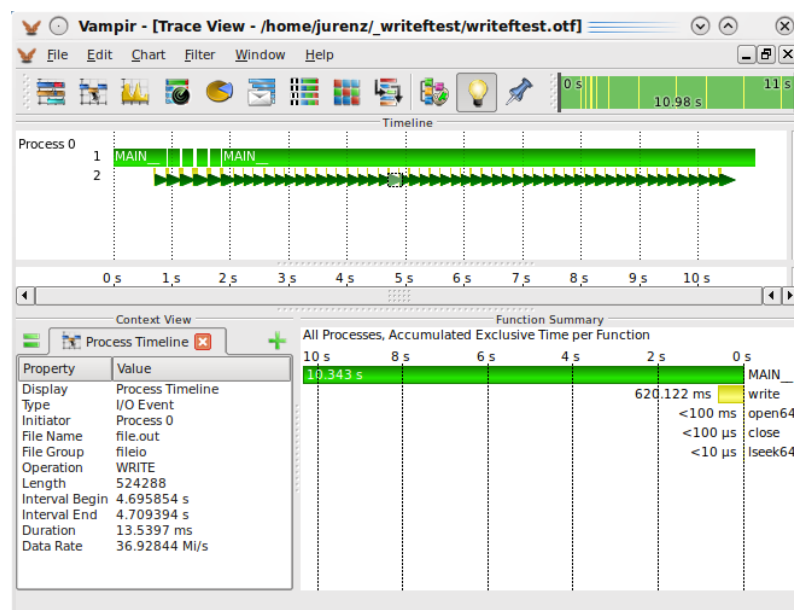 Vampir - [Trace View - /home/jurenz/_writeftest/writeftest.otf]
File Edit Chart Filter Window Help
0 s 11 s
10.98 s
Timeline
Process 0
1 MAIN__ MAIN__
2
0 s 1 s 2 s 3 s 4 s 5 s 6 s 7 s 8 s 9 s 10 s
Context View
Process Timeline
Property Value
Display Process Timeline
Type I/O Event
Initiator Process 0
File Name file.out
File Group fileio
Operation WRITE
Length 524288
Interval Begin 4.695854 s
Interval End 4.709394 s
Duration 13.5397 ms
Data Rate 36.92844 Mi/s
Function Summary
All Processes, Accumulated Exclusive Time per Function
10 s 8 s 6 s 4 s 2 s 0 s
10.343 s MAIN__
620.122 ms write
<100 ms open64
<100 µs close
<10 µs lseek64